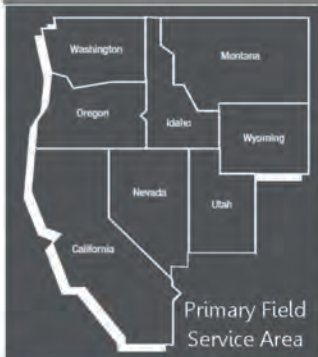 Washington
Montana
Oregon
Idaho
Wyoming
Nevada
Utah
California
Primary Field
Service Area